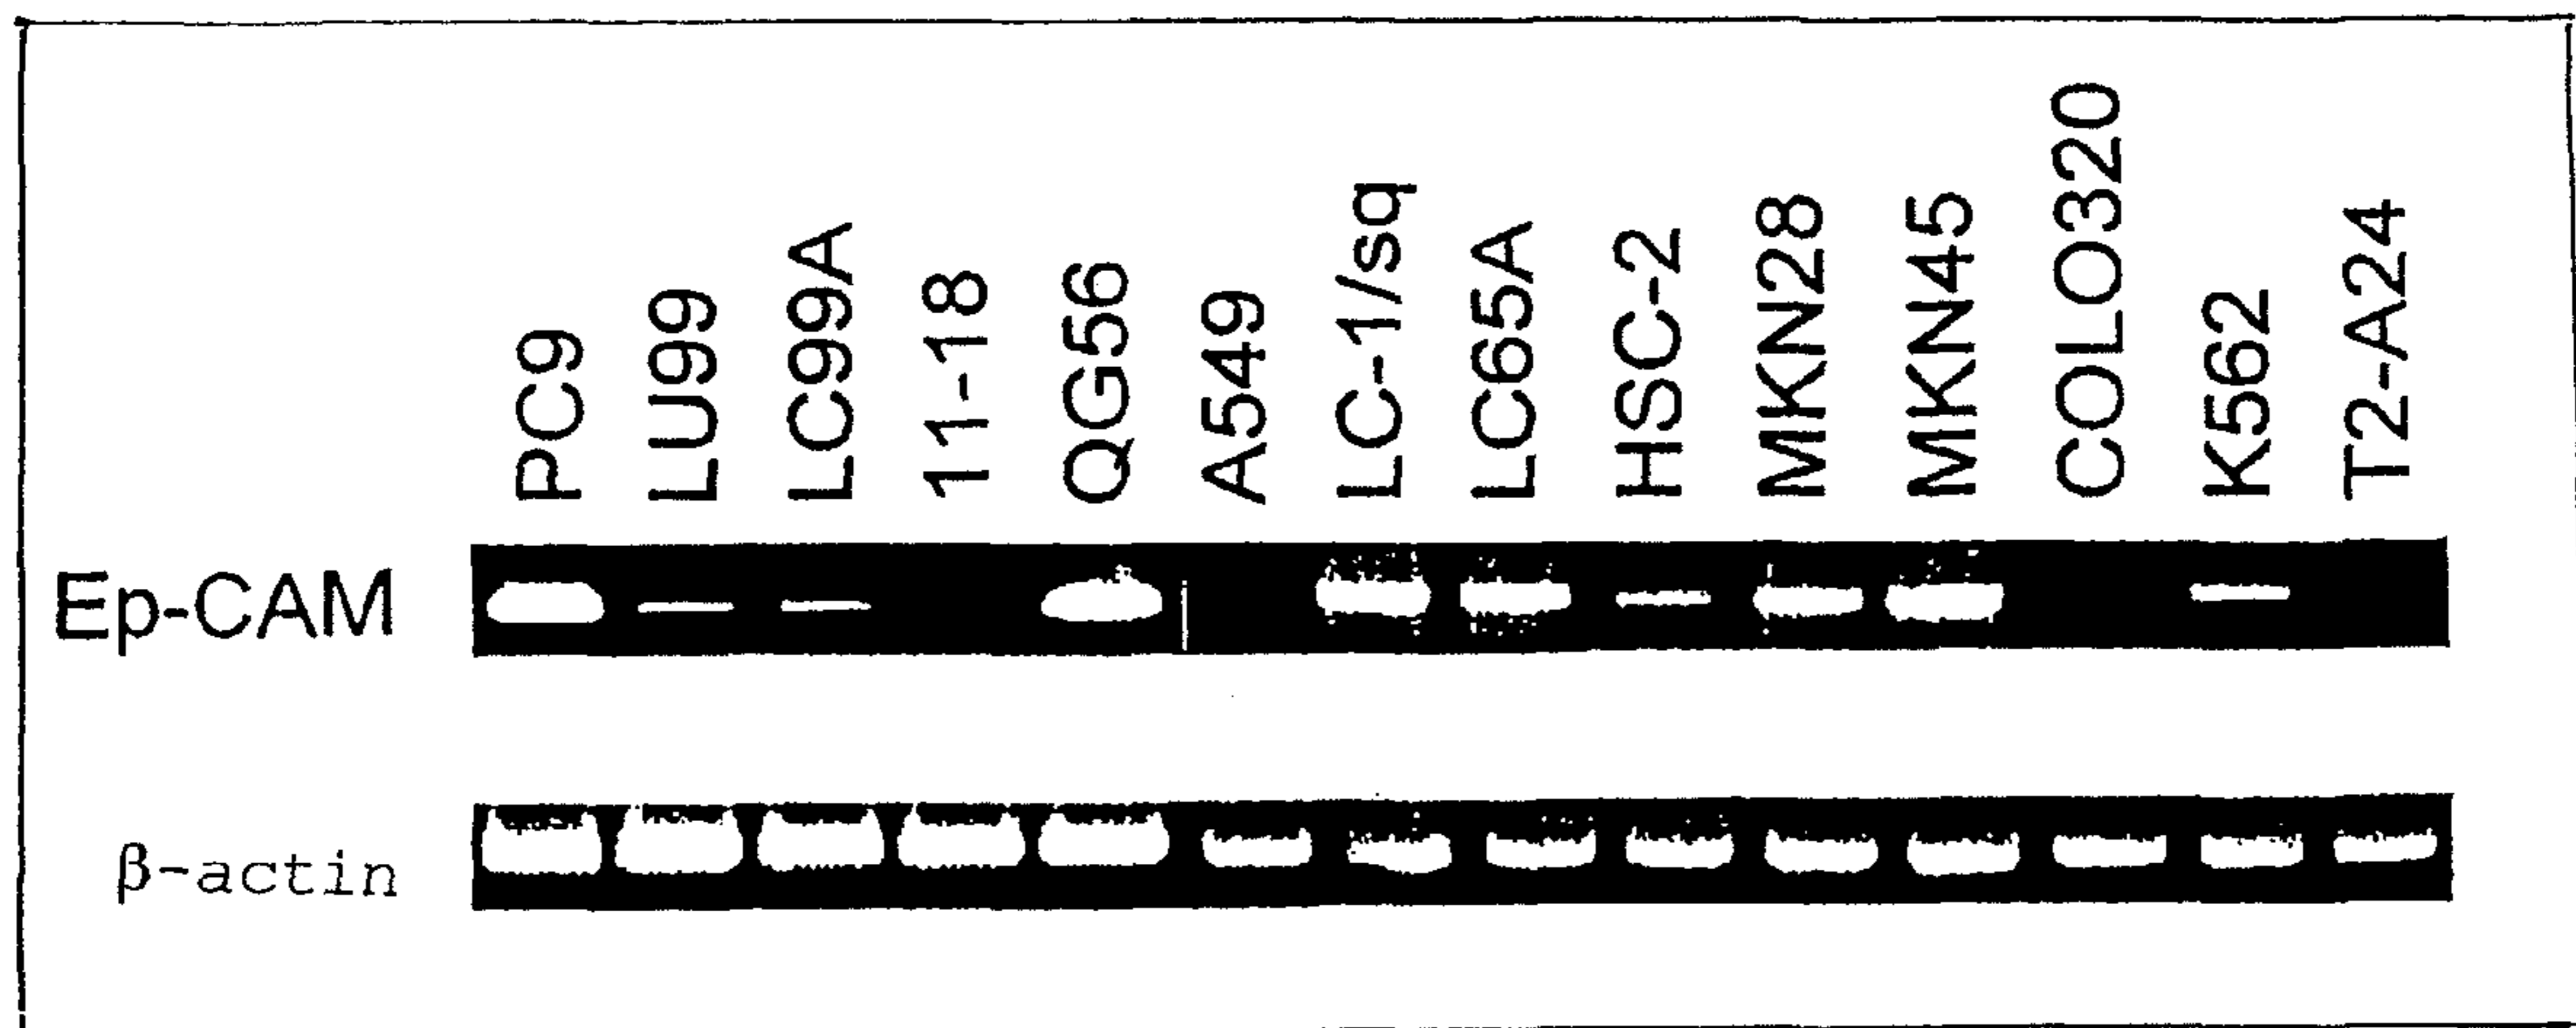 PC9
LU99
LC99A
11-18
QG56
A549
LC-1/sq
LC65A
HSC-2
MKN28
MKN45
COLO320
K562
T2-A24
Ep-CAM
β-actin